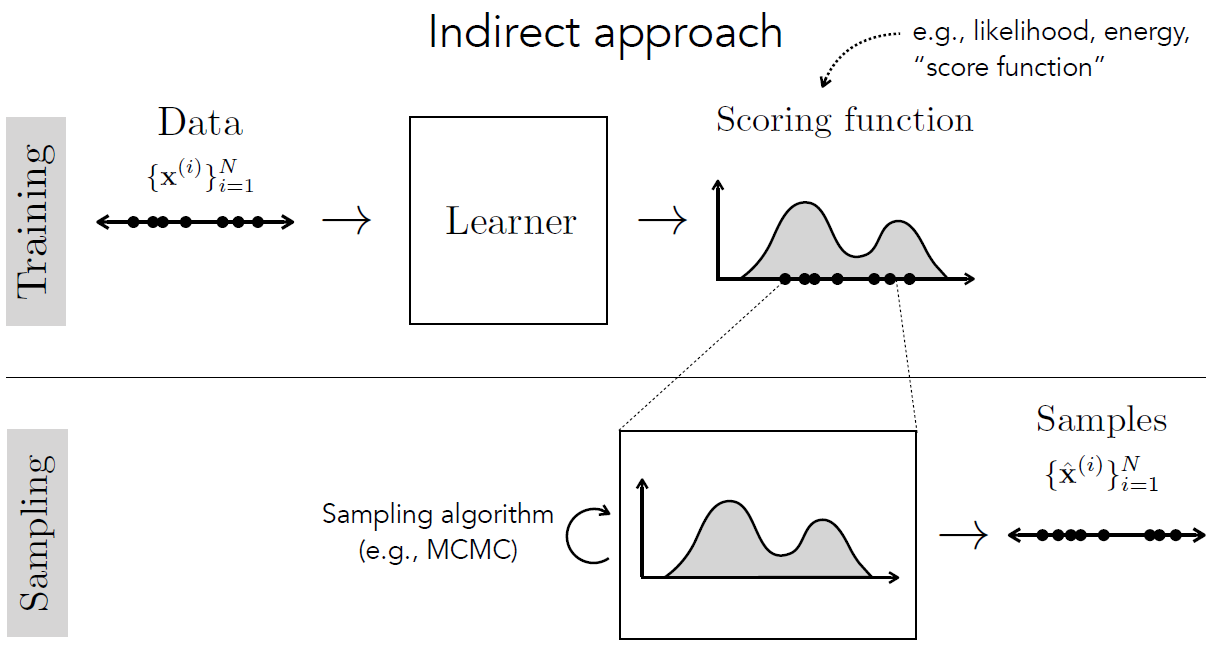 Indirect approach
e.g., likelihood, energy,
“score function”
Training
Data
{x^{(i)}}_{i=1}^{N}
Learner
Scoring function
Sampling
Sampling algorithm
(e.g., MCMC)
Samples
{x̂^{(i)}}_{i=1}^{N}